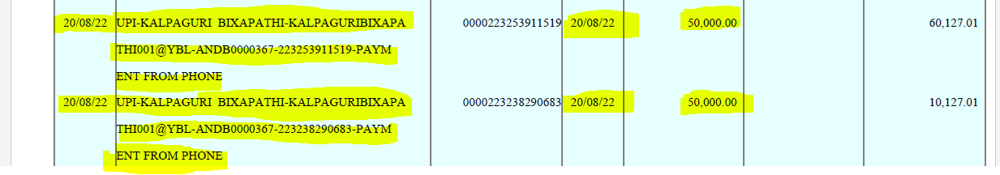 20/08/22 UPI-KALPAGURI BIXAPATHI-KALPAGURIBIXAPA 0000223253911519 20/08/22 50,000.00 60,127.01
THI001@YBL-ANDB0000367-223253911519-PAYM
ENT FROM PHONE
20/08/22 UPI-KALPAGURI BIXAPATHI-KALPAGURIBIXAPA 0000223238290683 20/08/22 50,000.00 10,127.01
THI001@YBL-ANDB0000367-223238290683-PAYM
ENT FROM PHONE